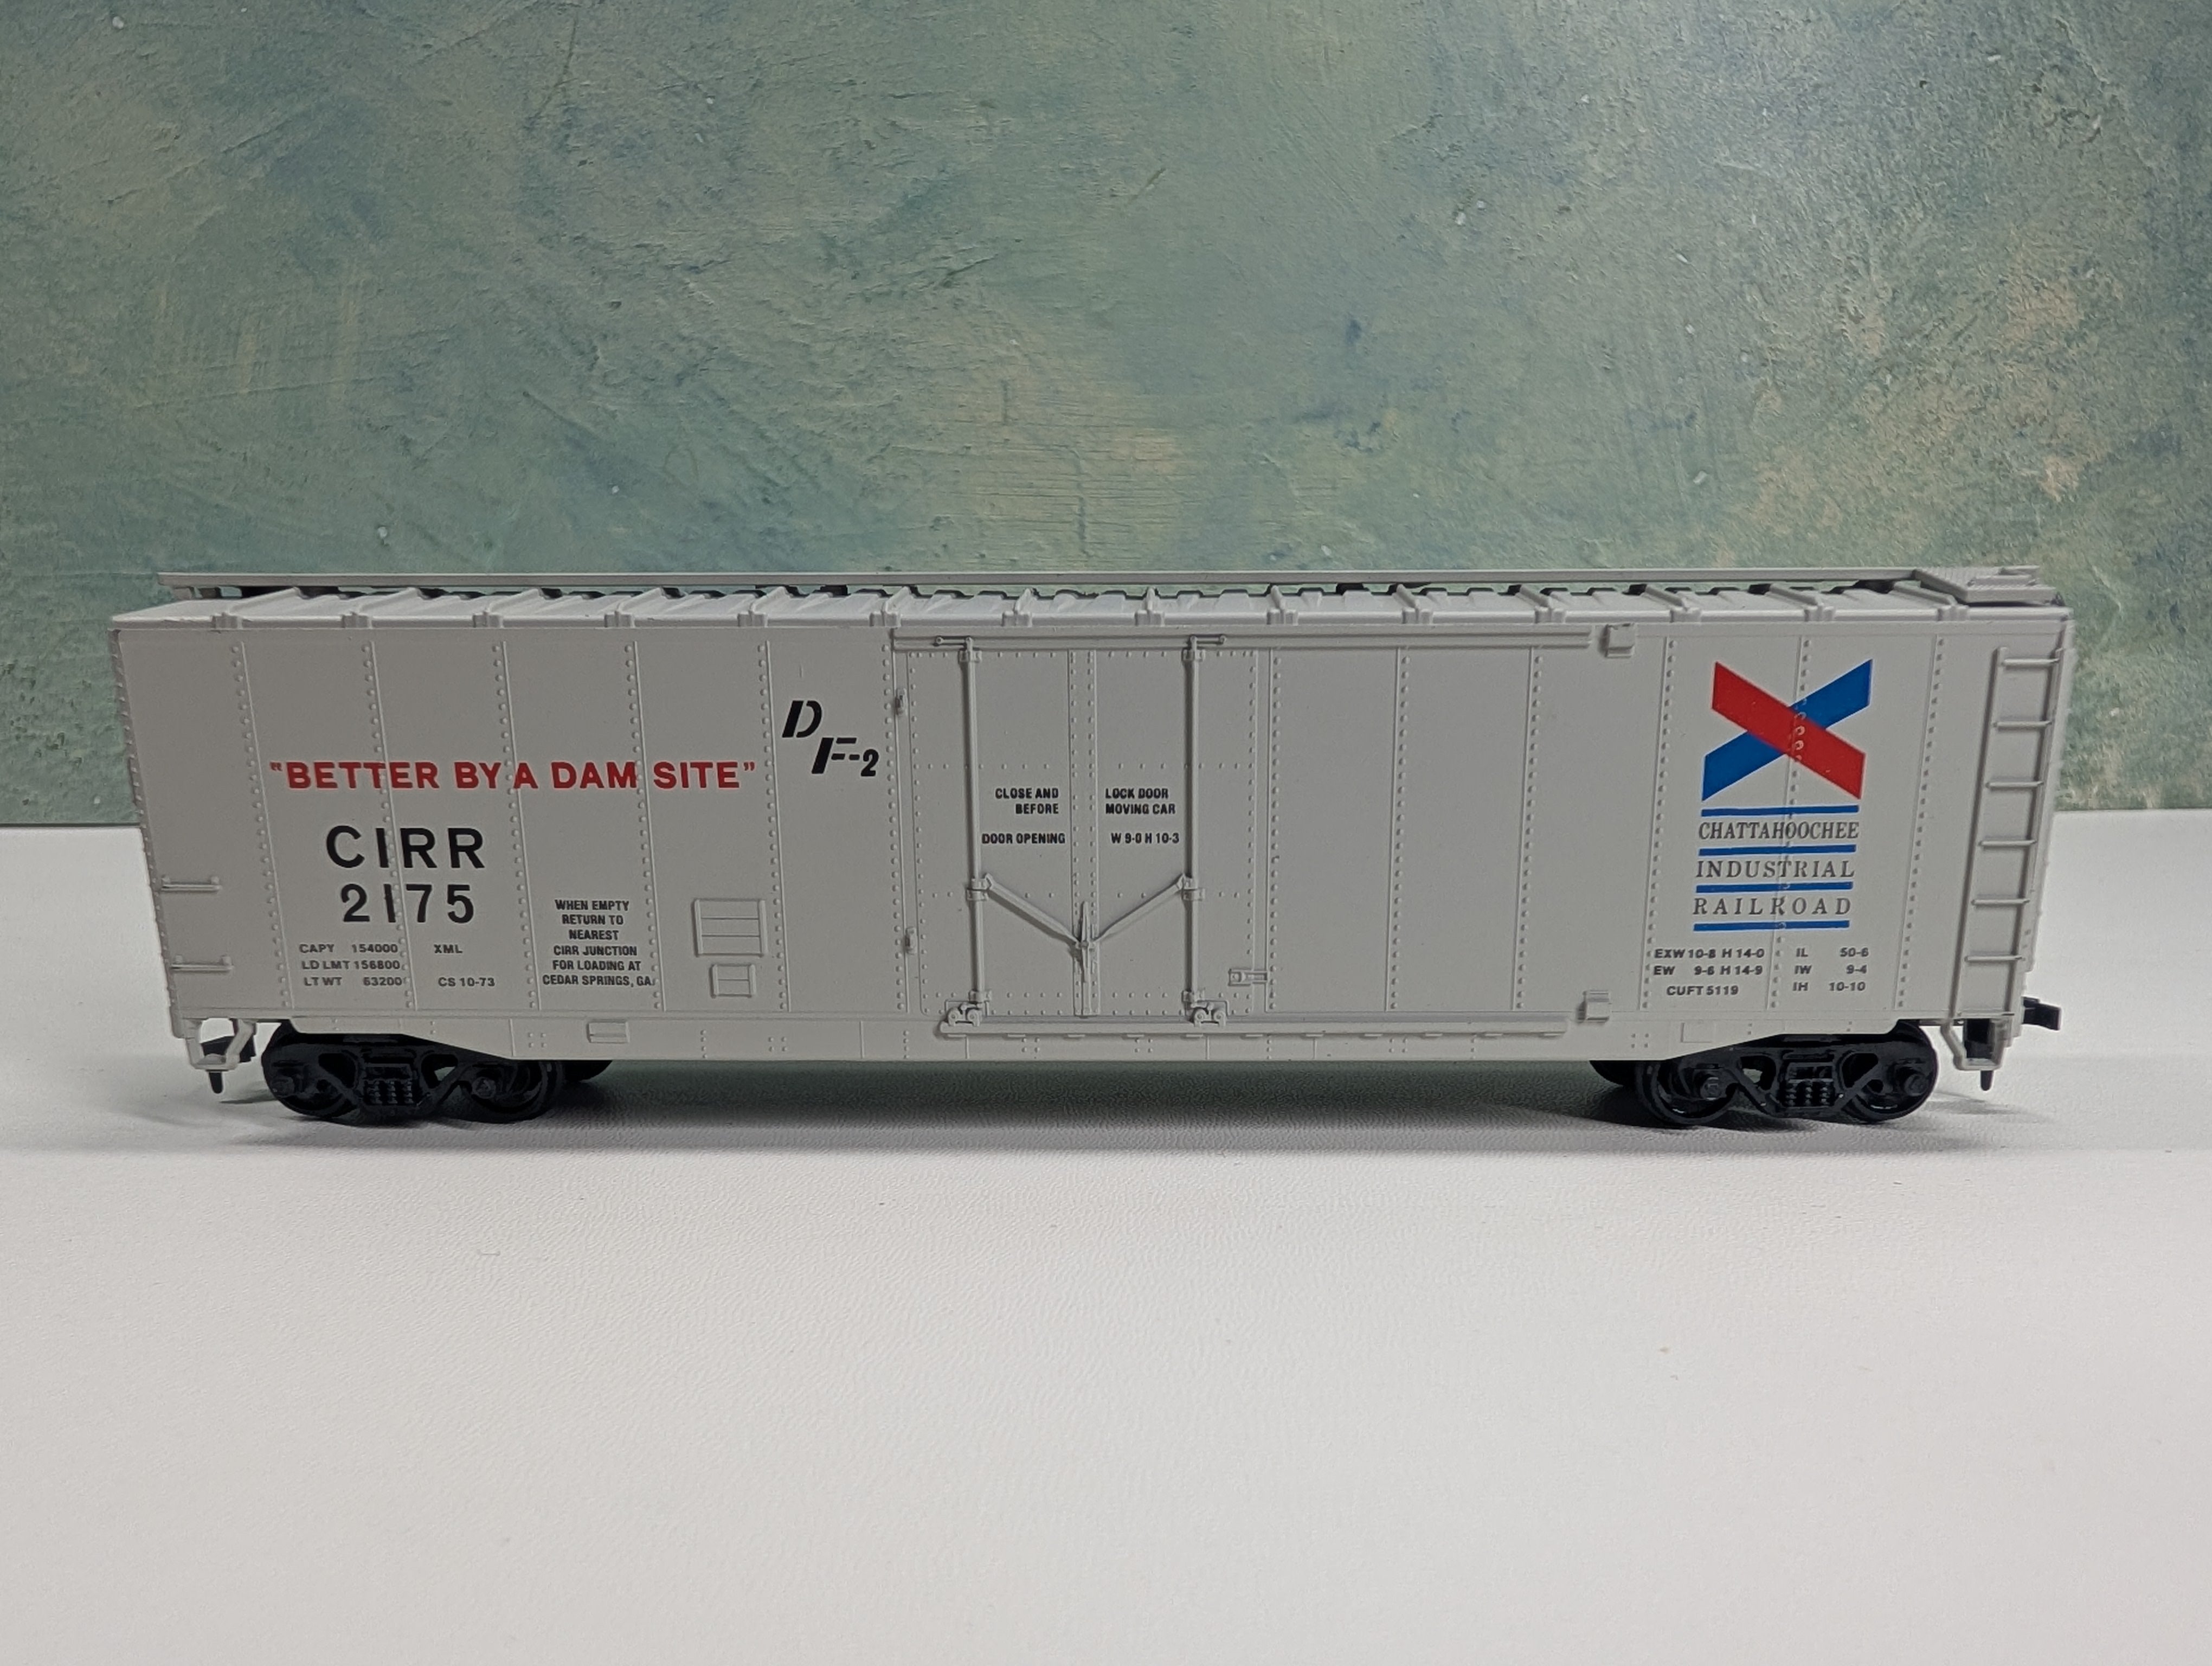 "BETTER BY A DAM SITE"
CIRR
2175
CAPY 154000 XML
LD LMT 156800
LT WT 63200 CS 10-73
WHEN EMPTY
RETURN TO
NEAREST
CIRR JUNCTION
FOR LOADING AT
CEDAR SPRINGS, GA.
D
F-2
CLOSE AND LOCK DOOR
BEFORE MOVING CAR
DOOR OPENING W 9-0 H 10-3
CHATTAHOOCHEE
INDUSTRIAL
RAILROAD
EXW 10-8 H 14-0 IL 50-6
EW 9-6 H 14-9 IW 9-4
CUFT 5119 IH 10-10